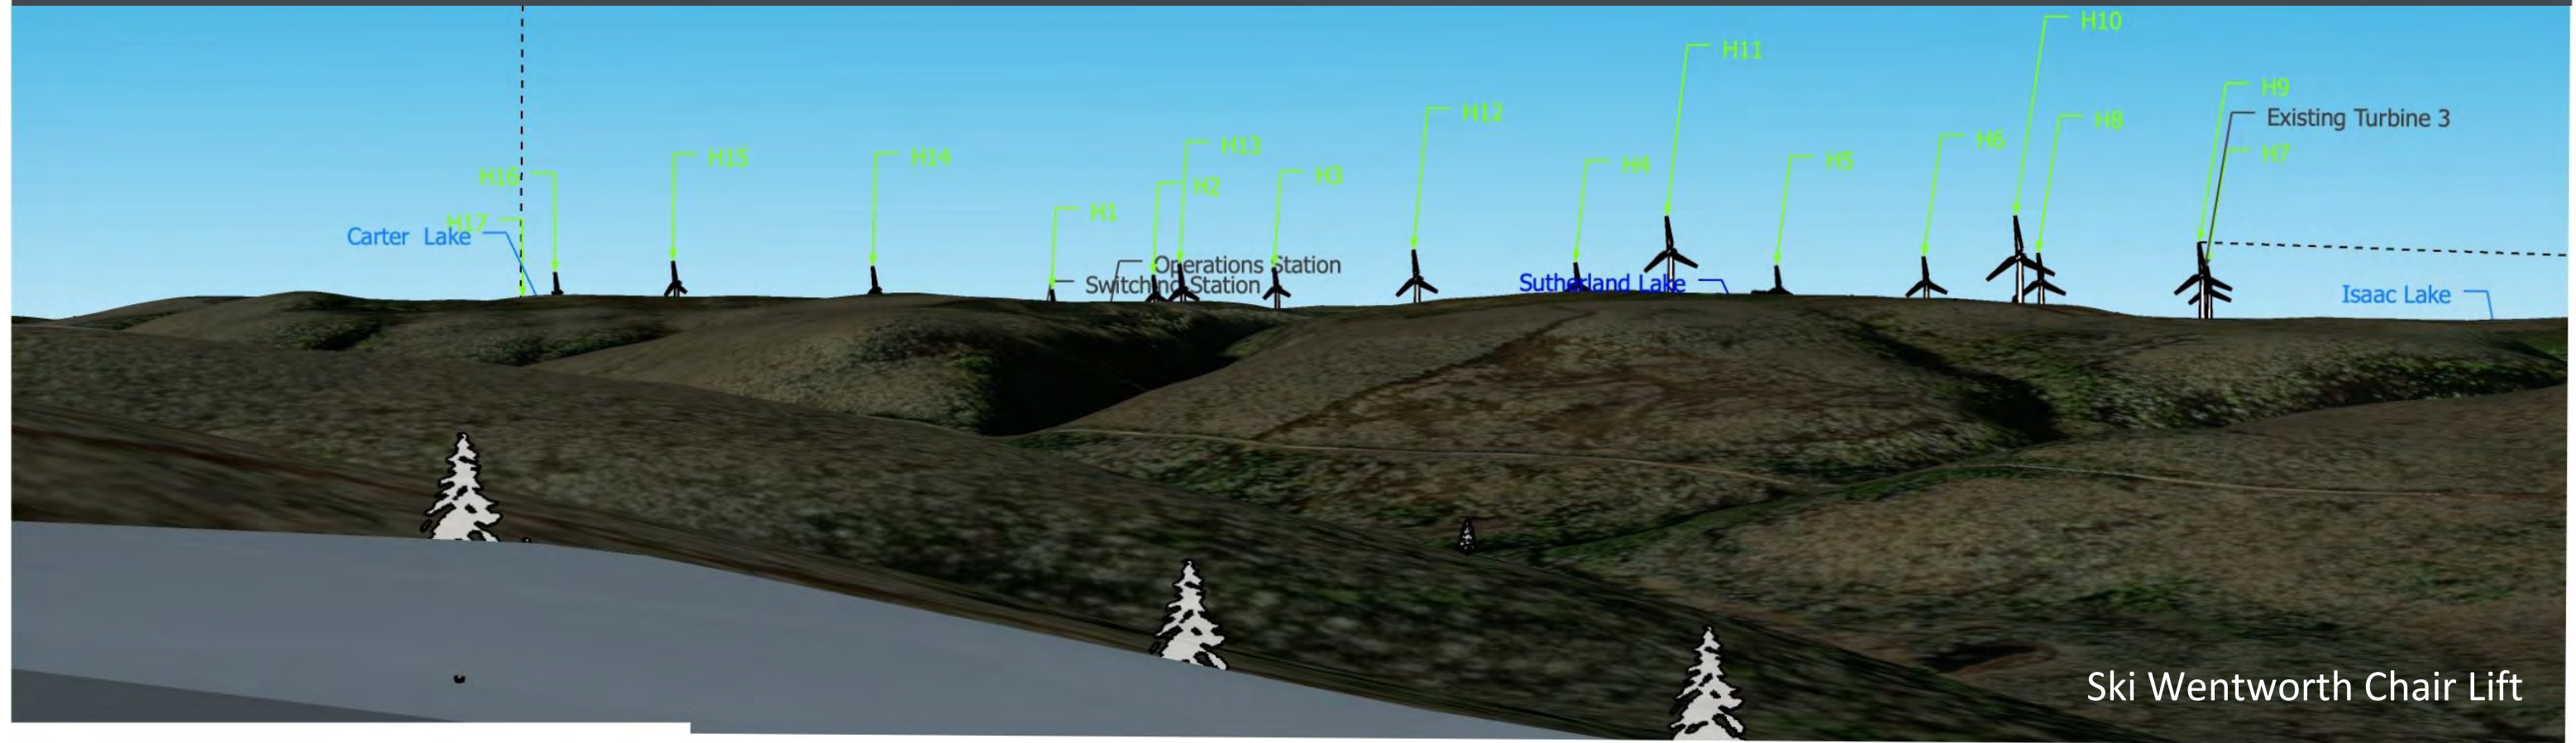 H10
H11
H9
H12
Existing Turbine 3
H8
H6
H13
H7
H15
H14
H5
H4
H16
H3
H2
H1
H17
Carter Lake
Operations Station
Switching Station
Sutherland Lake
Isaac Lake
Ski Wentworth Chair Lift